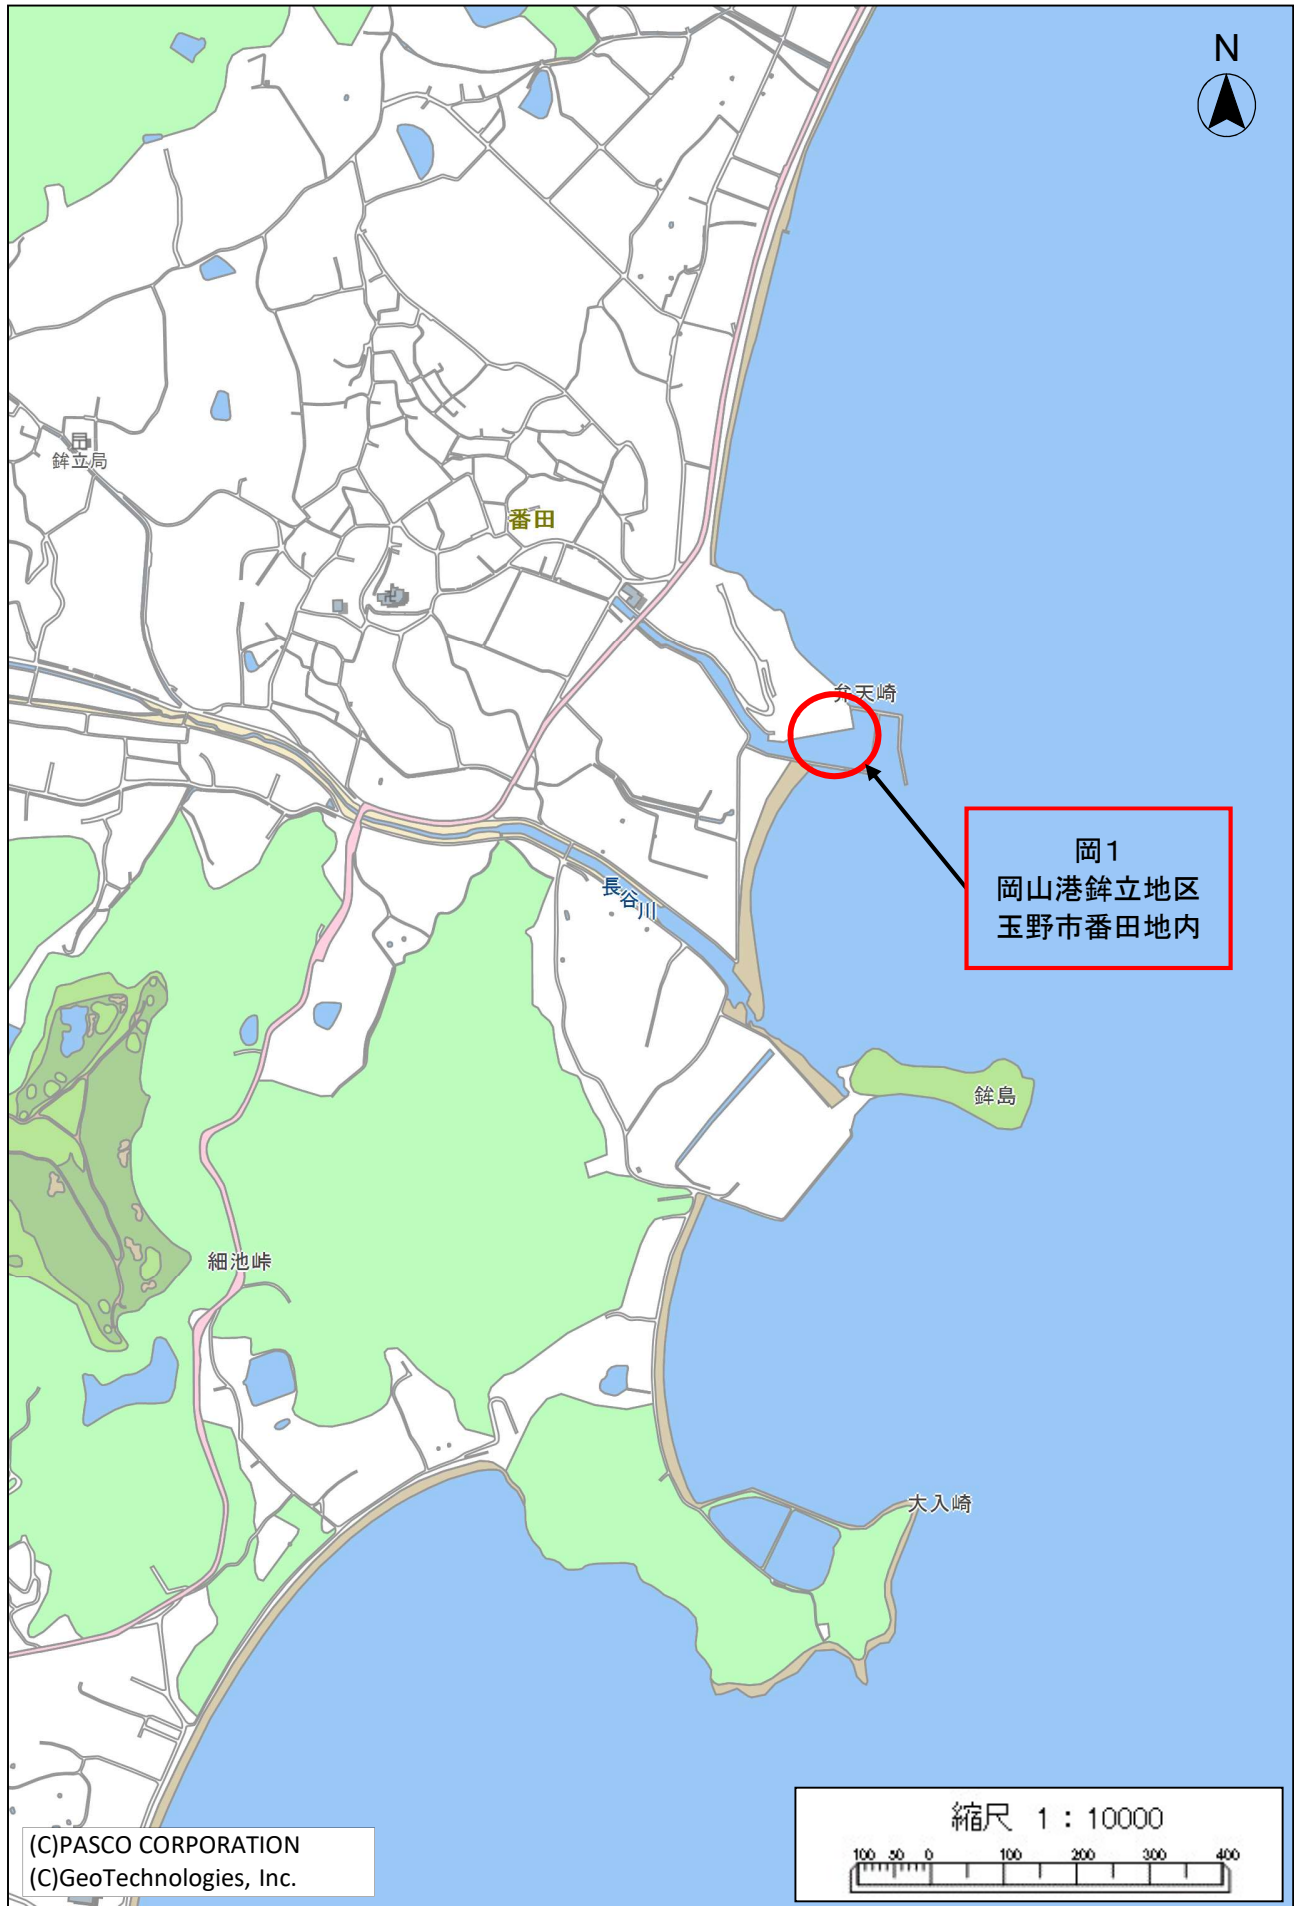 N
鉾立局
番田
弁天崎
岡1
岡山港鉾立地区
玉野市番田地内
長谷川
鉾島
細池峠
大入崎
縮尺 1：10000
100 50 0 100 200 300 400
(C)PASCO CORPORATION
(C)GeoTechnologies, Inc.